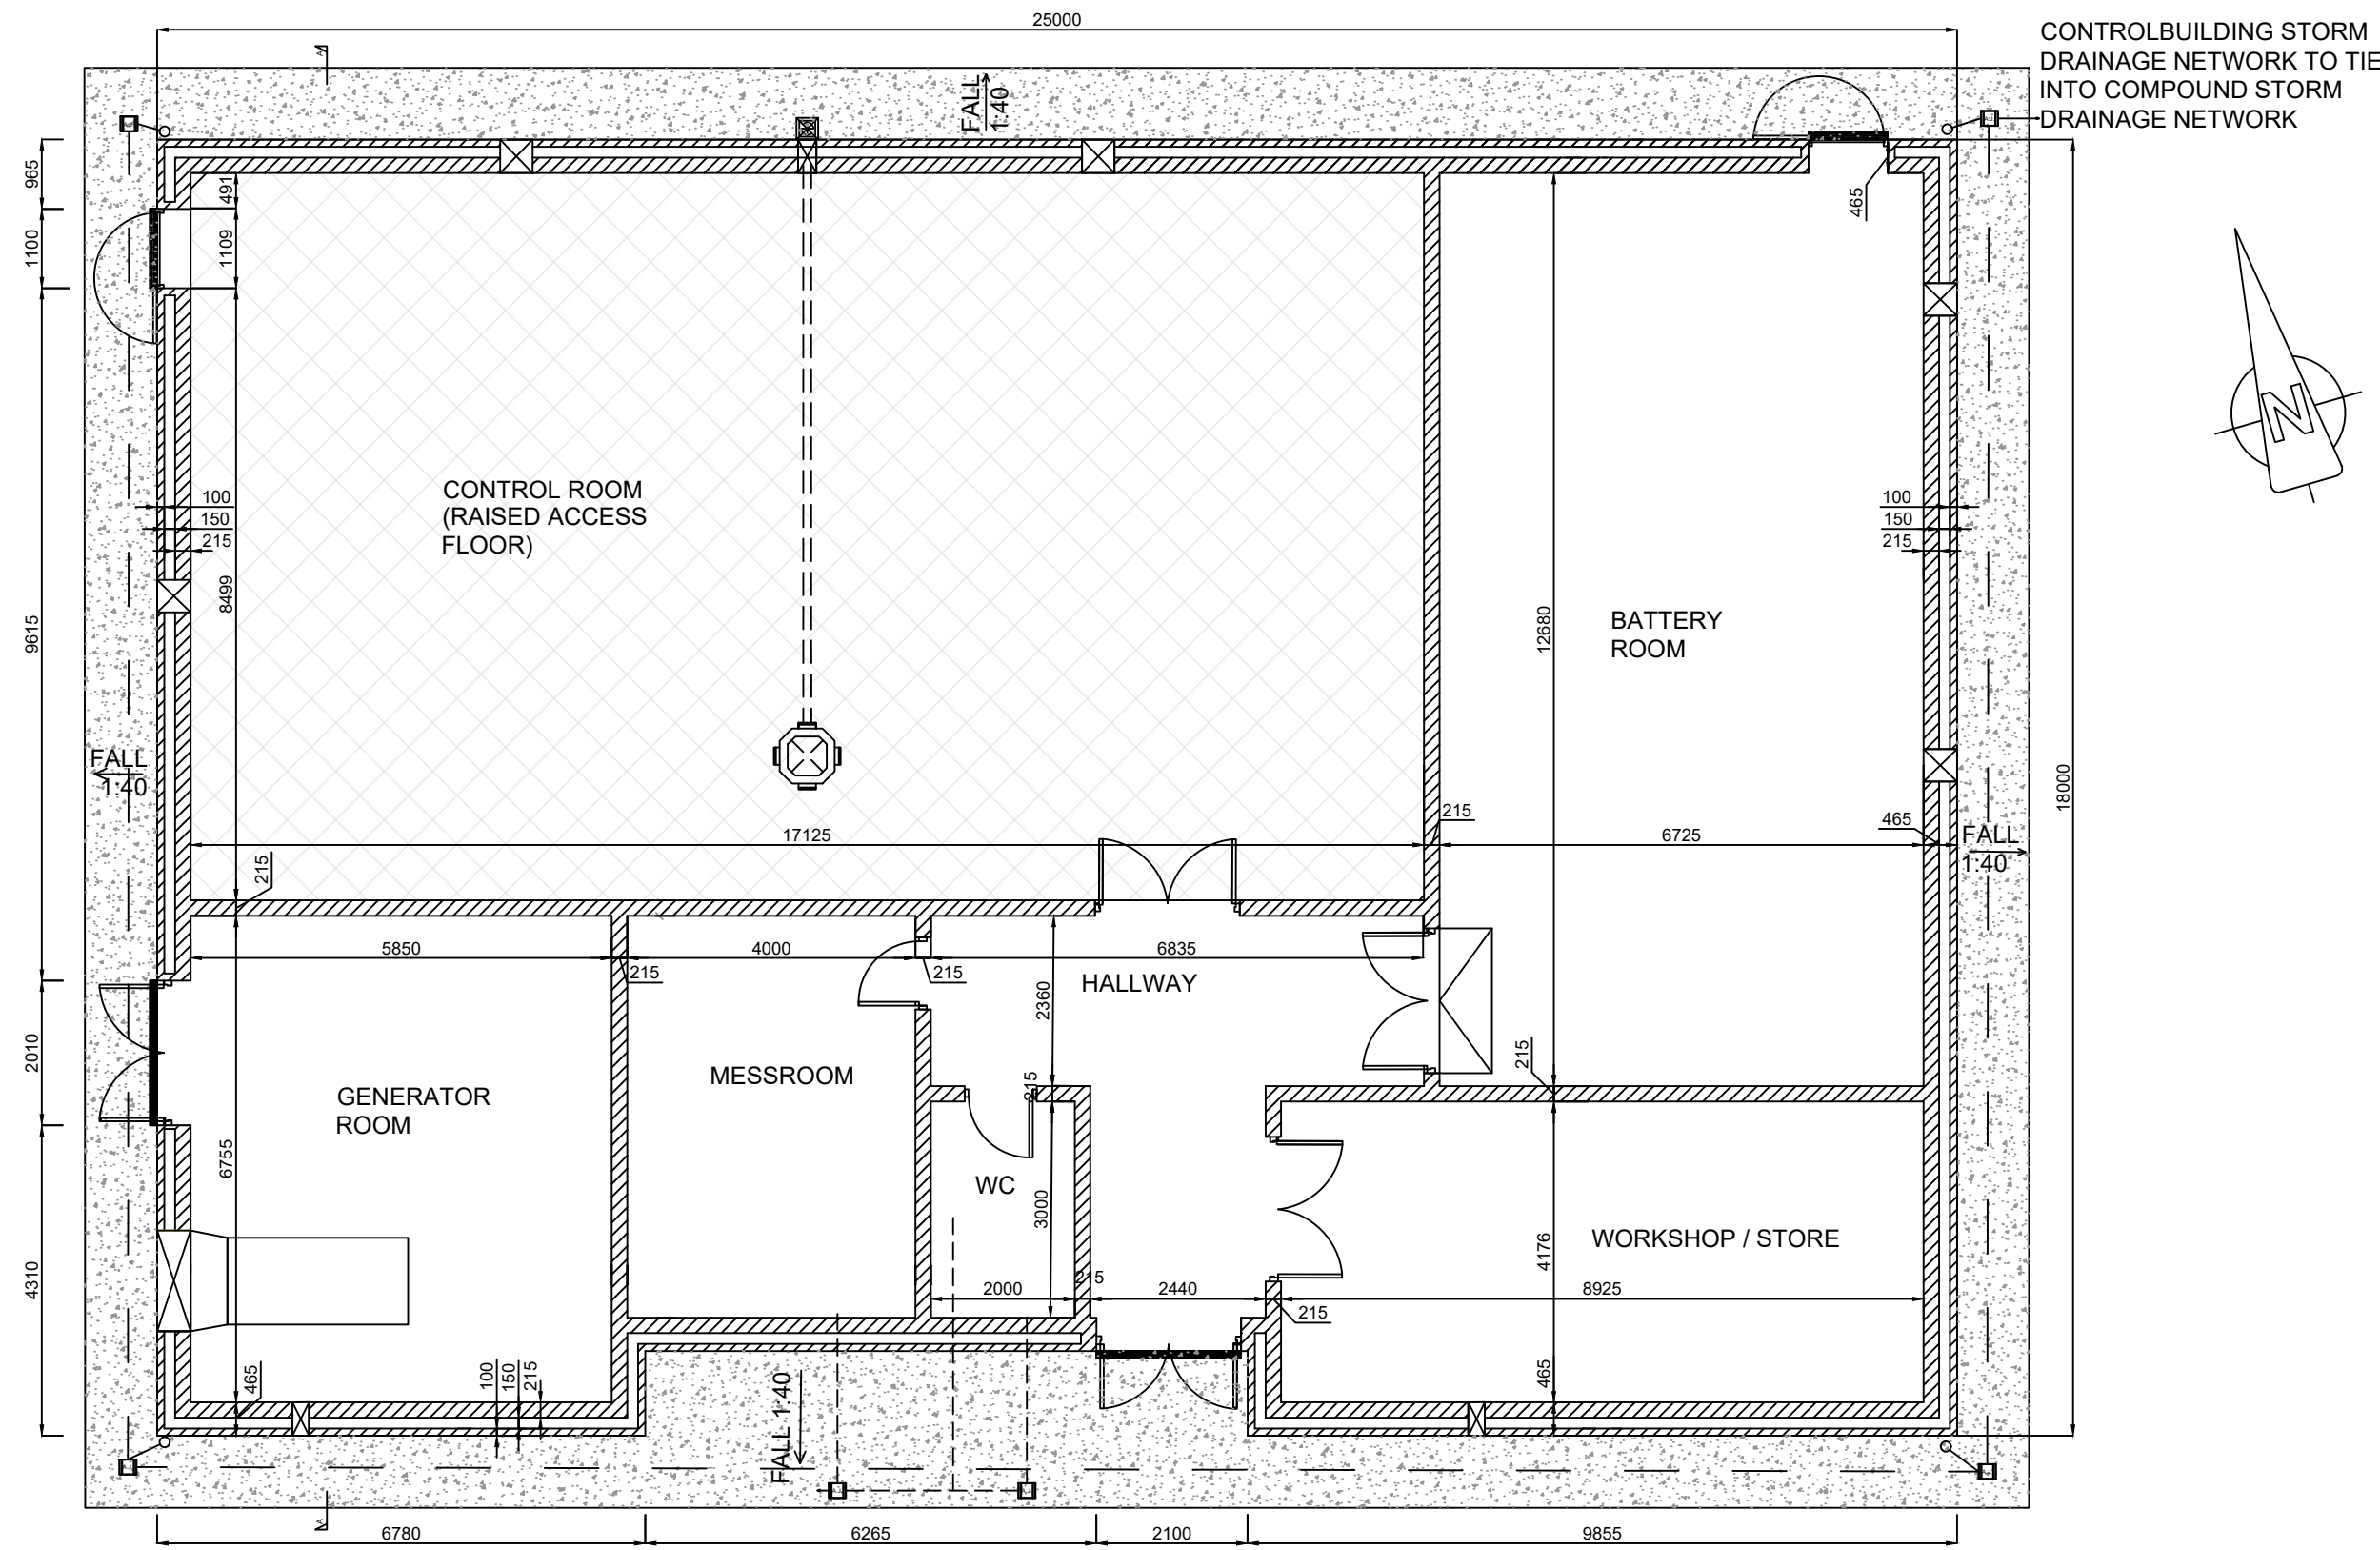 25000
CONTROLBUILDING STORM
DRAINAGE NETWORK TO TIE
INTO COMPOUND STORM
DRAINAGE NETWORK
A
FALL
1:40
965
491
465
1100
1109
N
CONTROL ROOM
(RAISED ACCESS
FLOOR)
100
150
215
100
150
215
8499
9615
12680
BATTERY
ROOM
FALL
1:40
18000
215
17125
215
6725
465
FALL
1:40
5850
215
4000
215
6835
HALLWAY
2360
2010
215
215
GENERATOR
ROOM
MESSROOM
6755
WC
3000
4176
WORKSHOP / STORE
4310
2000
215
2440
215
8925
465
100
150
215
465
FALL 1:40
A
6780
6265
2100
9855